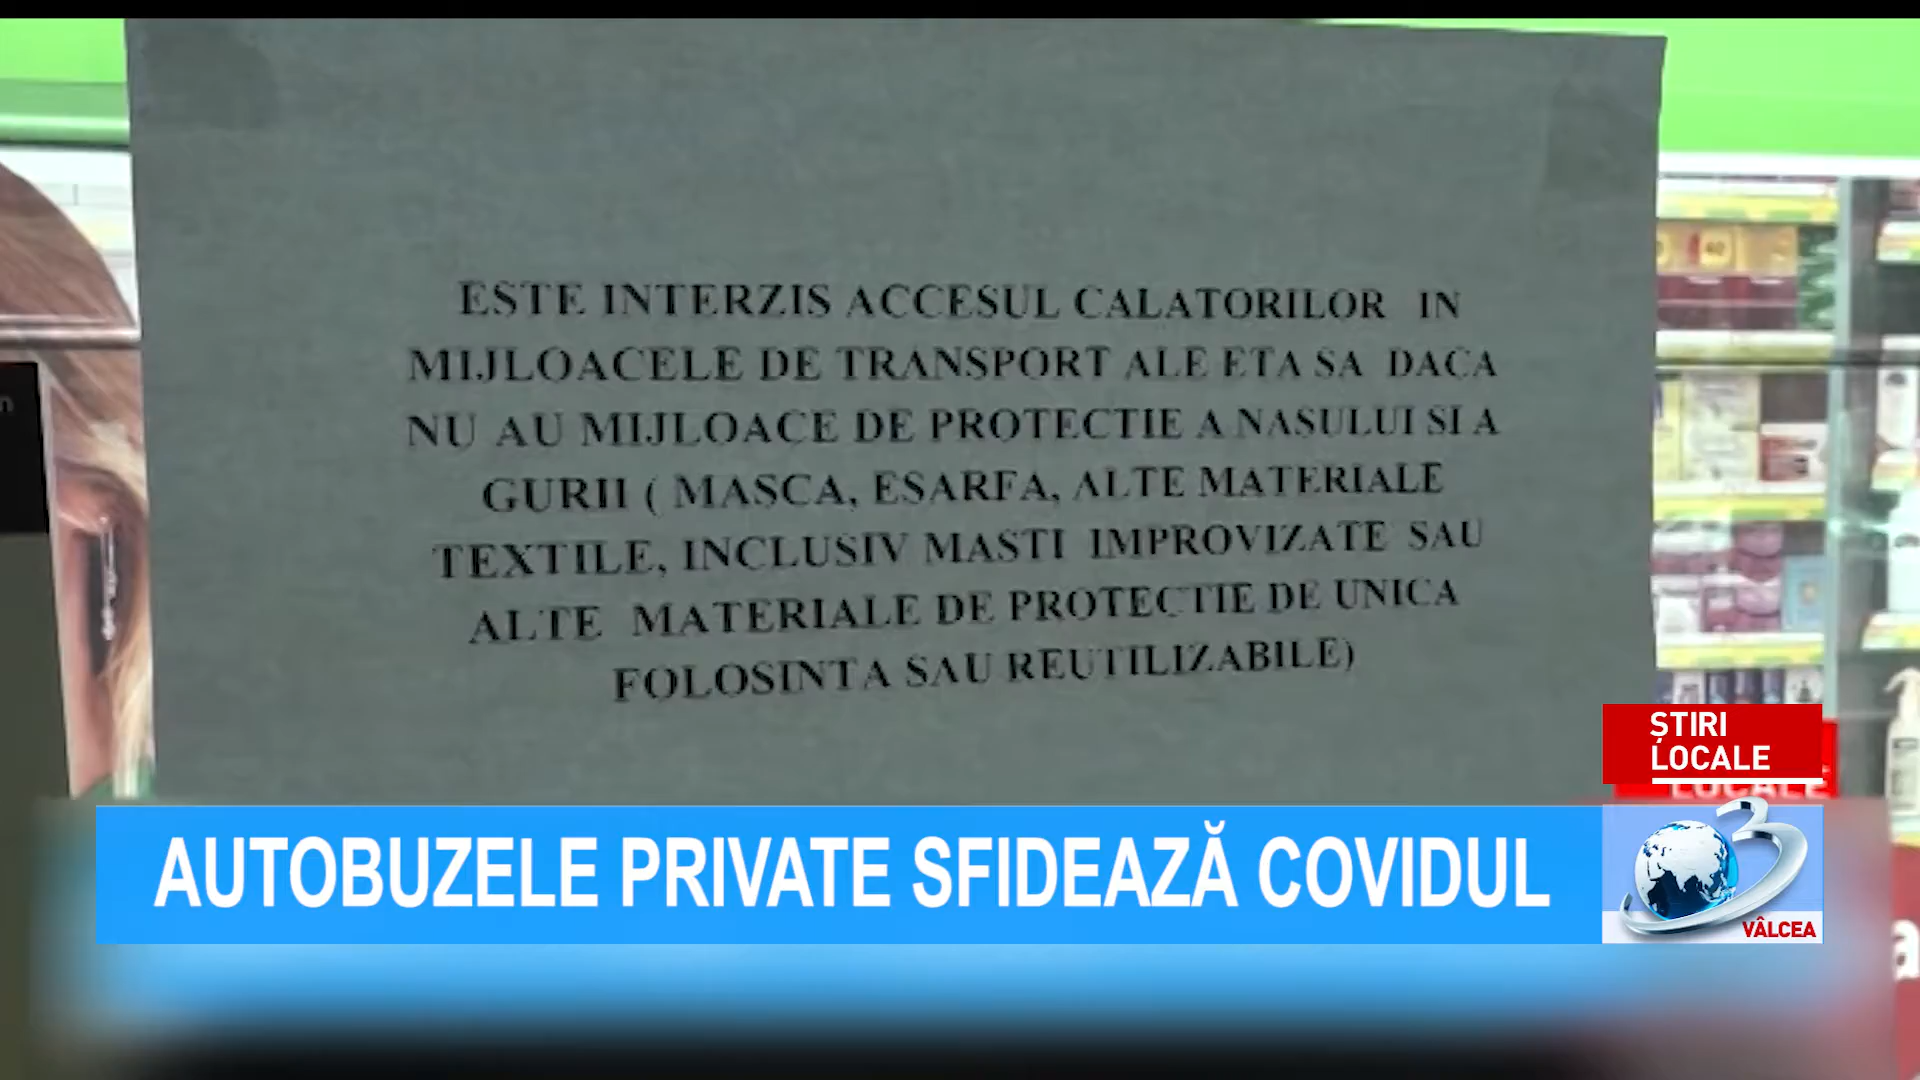 ESTE INTERZIS ACCESUL CALATORILOR IN
MIJLOACELE DE TRANSPORT ALE ETA SA DACA
NU AU MIJLOACE DE PROTECTIE A NASULUI SI A
GURII ( MASCA, ESARFA, ALTE MATERIALE
TEXTILE, INCLUSIV MASTI IMPROVIZATE SAU
ALTE MATERIALE DE PROTECTIE DE UNICA
FOLOSINTA SAU REUTILIZABILE)
ȘTIRI
LOCALE
LOCALE
AUTOBUZELE PRIVATE SFIDEAZĂ COVIDUL
3
VÂLCEA